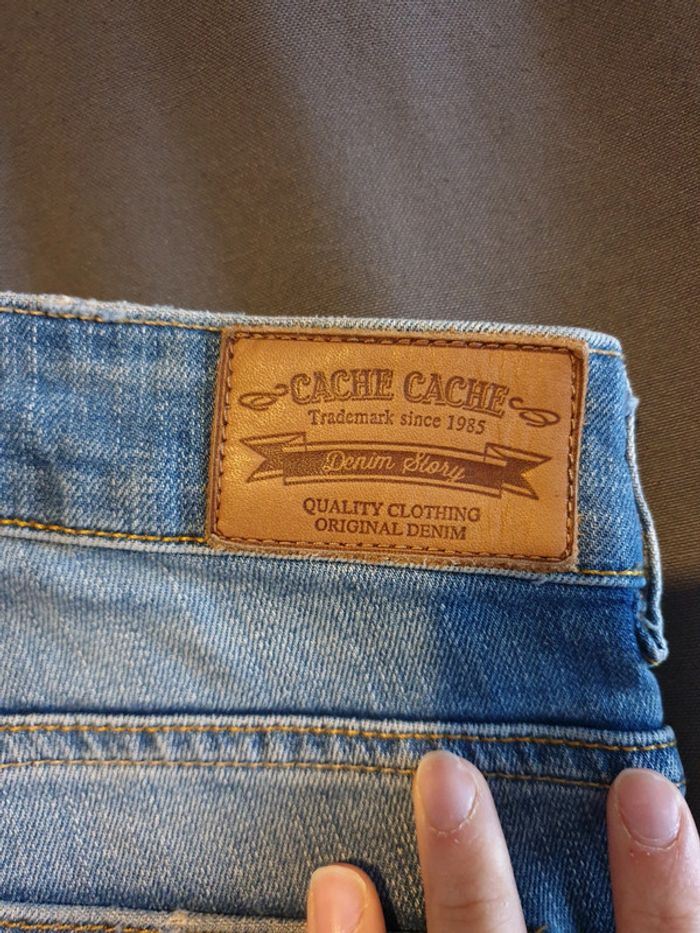 CACHE CACHE
Trademark since 1985
Denim Story
QUALITY CLOTHING
ORIGINAL DENIM